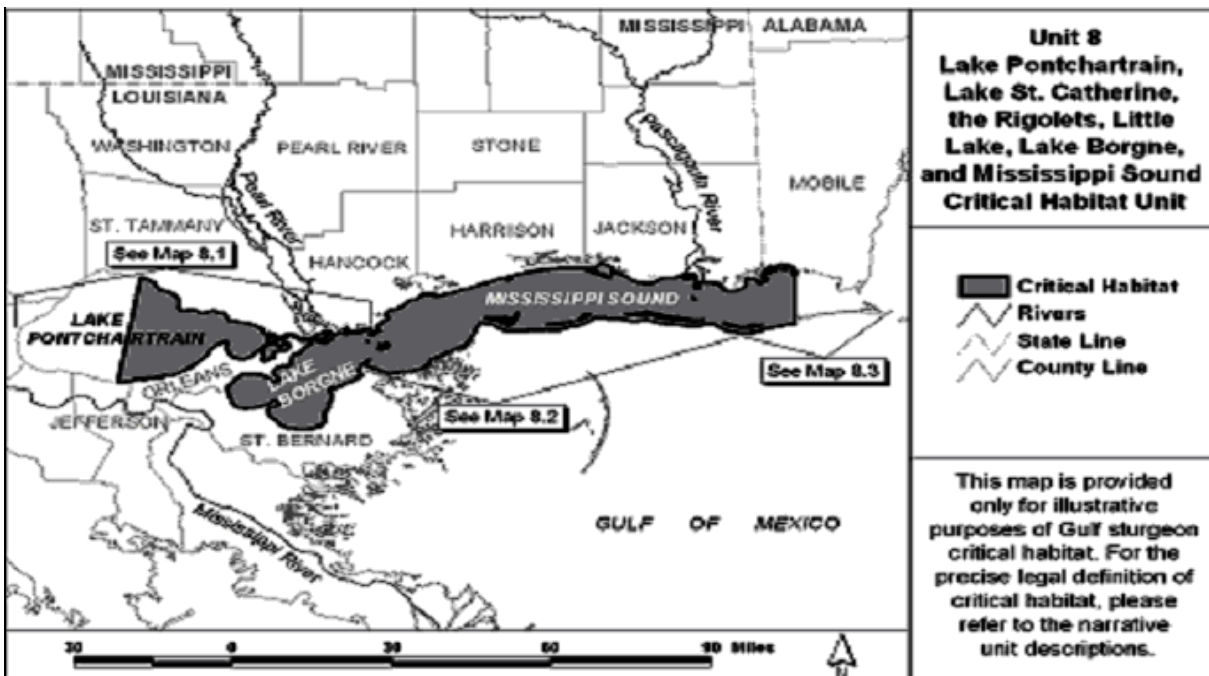 MISSISSIPPI
ALABAMA
MISSISSIPPI
LOUISIANA
WASHINGTON
PEARL RIVER
STONE
Pascagoula River
MOBILE
Pearl River
ST. TAMMANY
HARRISON
JACKSON
See Map 8.1
HANCOCK
MISSISSIPPI SOUND
LAKE
PONTCHARTRAIN
ORLEANS
LAKE
BORGNE
See Map 8.3
JEFFERSON
See Map 8.2
ST. BERNARD
Mississippi River
GULF OF MEXICO
30 0 30 60 90 Miles
N
Unit 8
Lake Pontchartrain,
Lake St. Catherine,
the Rigolets, Little
Lake, Lake Borgne,
and Mississippi Sound
Critical Habitat Unit
Critical Habitat
Rivers
State Line
County Line
This map is provided
only for illustrative
purposes of Gulf sturgeon
critical habitat. For the
precise legal definition of
critical habitat, please
refer to the narrative
unit descriptions.